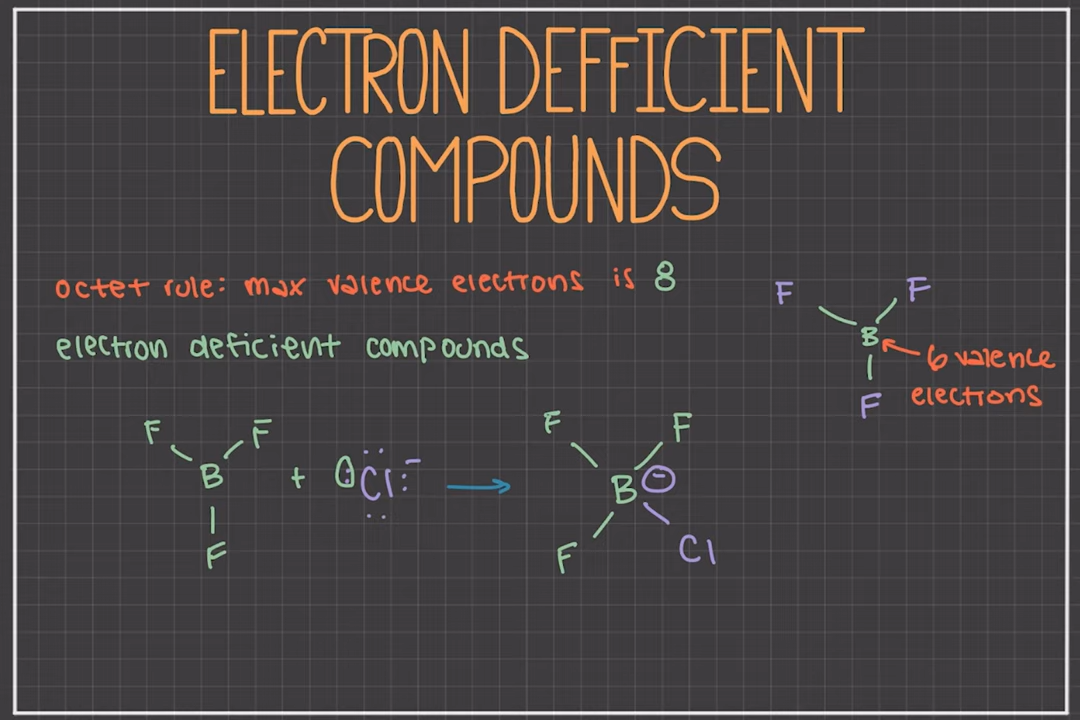 ELECTRON DEFFICIENT
COMPOUNDS
octet rule: max valence electrons is 8
electron deficient compounds
F F
B
F
6 valence
electrons
F F
B + :Cl:⁻ → B⊖
F
F F
F Cl